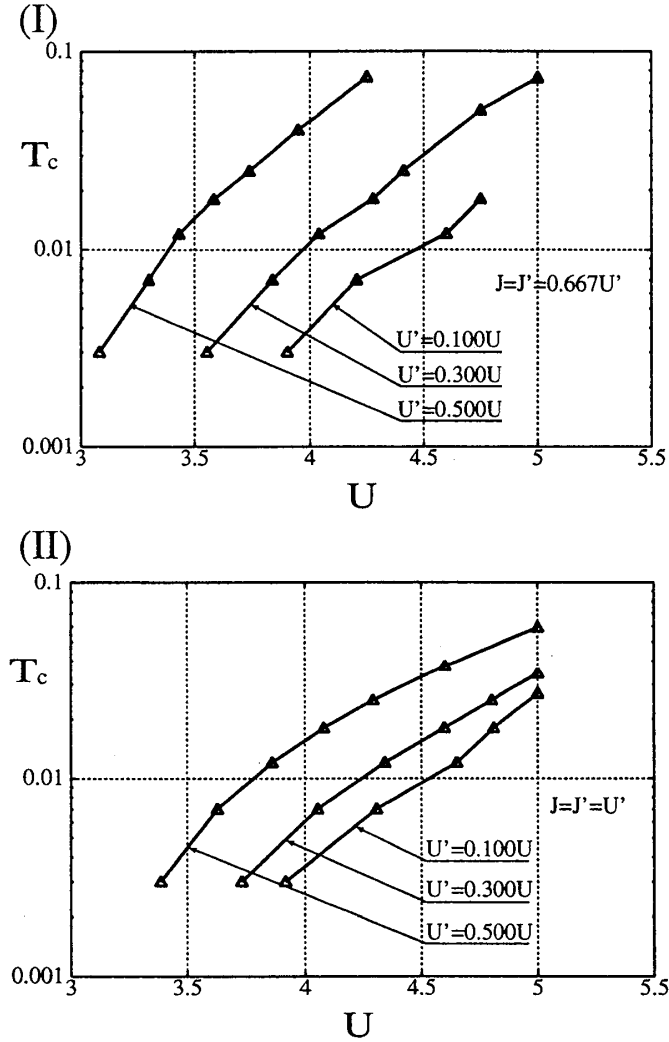 (I)
0.1
Tc
0.01
J=J'=0.667U'
U'=0.100U
U'=0.300U
U'=0.500U
0.001
3 3.5 4 4.5 5 5.5
U
(II)
0.1
Tc
0.01
J=J'=U'
U'=0.100U
U'=0.300U
U'=0.500U
0.001
3 3.5 4 4.5 5 5.5
U